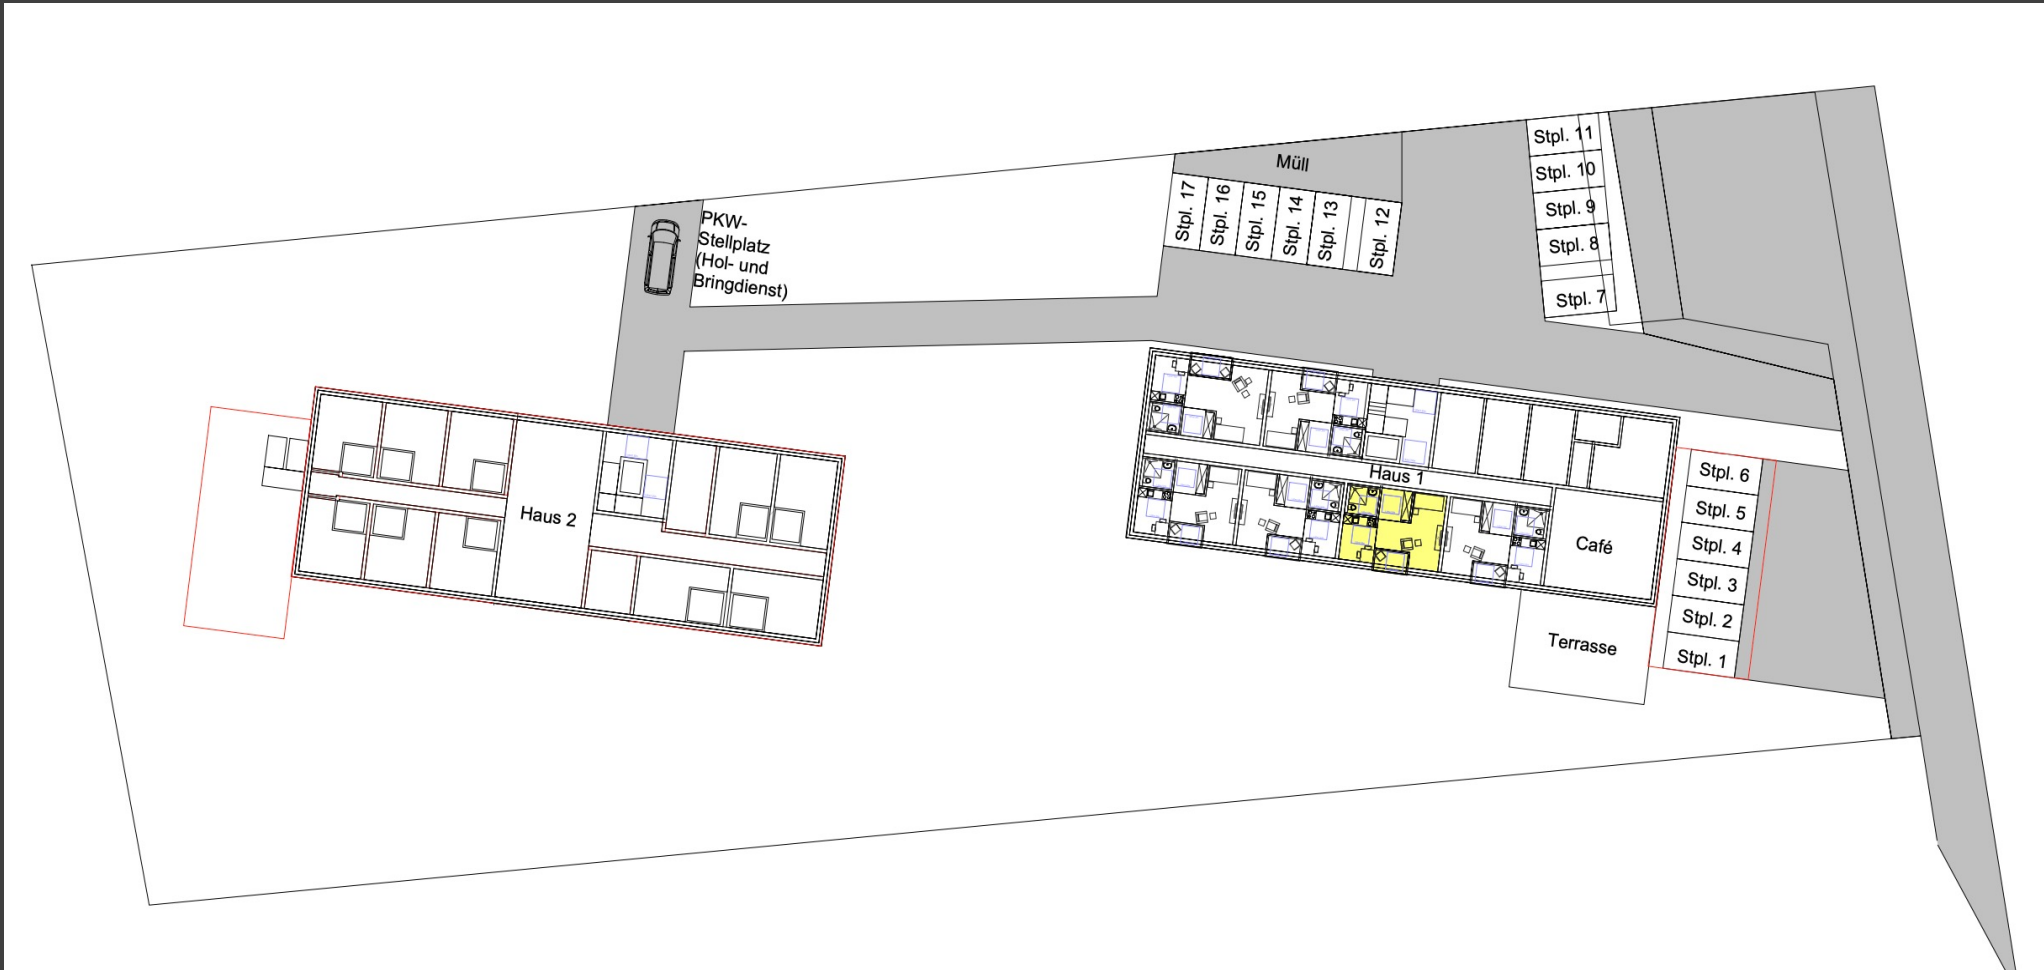 Müll
Stpl. 11
Stpl. 10
Stpl. 9
Stpl. 8
Stpl. 7
Stpl. 17
Stpl. 16
Stpl. 15
Stpl. 14
Stpl. 13
Stpl. 12
PKW-
Stellplatz
(Hol- und
Bringdienst)
Haus 1
Haus 2
Café
Terrasse
Stpl. 6
Stpl. 5
Stpl. 4
Stpl. 3
Stpl. 2
Stpl. 1